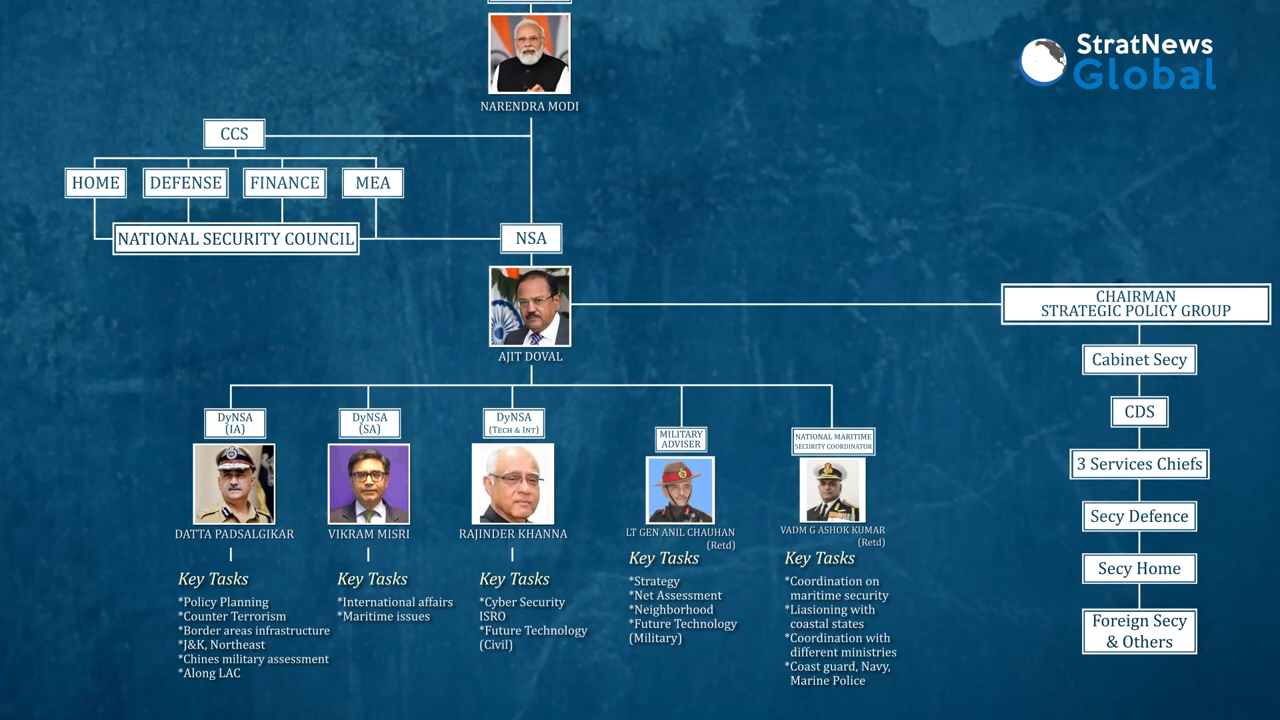 StratNews
Global
NARENDRA MODI
CCS
HOME
DEFENSE
FINANCE
MEA
NATIONAL SECURITY COUNCIL
NSA
AJIT DOVAL
CHAIRMAN
STRATEGIC POLICY GROUP
Cabinet Secy
CDS
3 Services Chiefs
Secy Defence
Secy Home
Foreign Secy
& Others
DyNSA
(IA)
DATTA PADSALGIKAR
Key Tasks
*Policy Planning
*Counter Terrorism
*Border areas infrastructure
*J&K, Northeast
*Chines military assessment
*Along LAC
DyNSA
(SA)
VIKRAM MISRI
Key Tasks
*International affairs
*Maritime issues
DyNSA
(TECH & INT)
RAJINDER KHANNA
Key Tasks
*Cyber Security
ISRO
*Future Technology
(Civil)
MILITARY
ADVISER
LT GEN ANIL CHAUHAN
(Retd)
Key Tasks
*Strategy
*Net Assessment
*Neighborhood
*Future Technology
(Military)
NATIONAL MARITIME
SECURITY COORDINATOR
VADM G ASHOK KUMAR
(Retd)
Key Tasks
*Coordination on
maritime security
*Liasioning with
coastal states
*Coordination with
different ministries
*Coast guard, Navy,
Marine Police